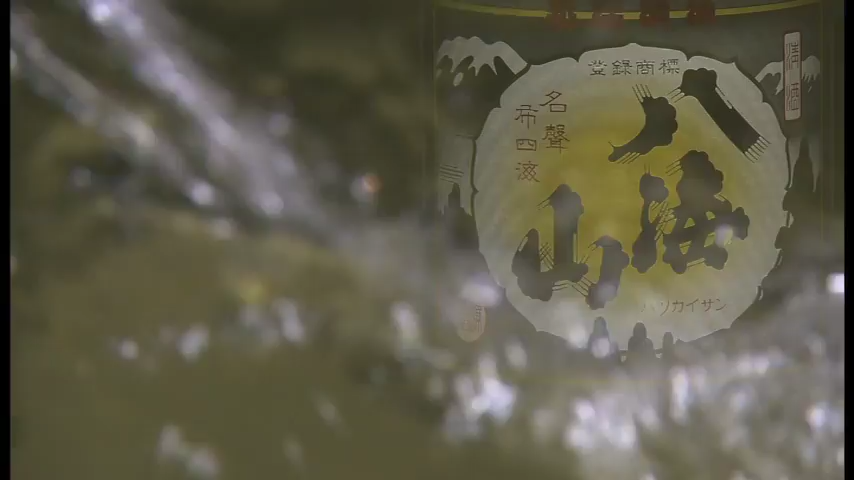 登録商標
清酒
名聲
布四海
八海山
ハツカイサン